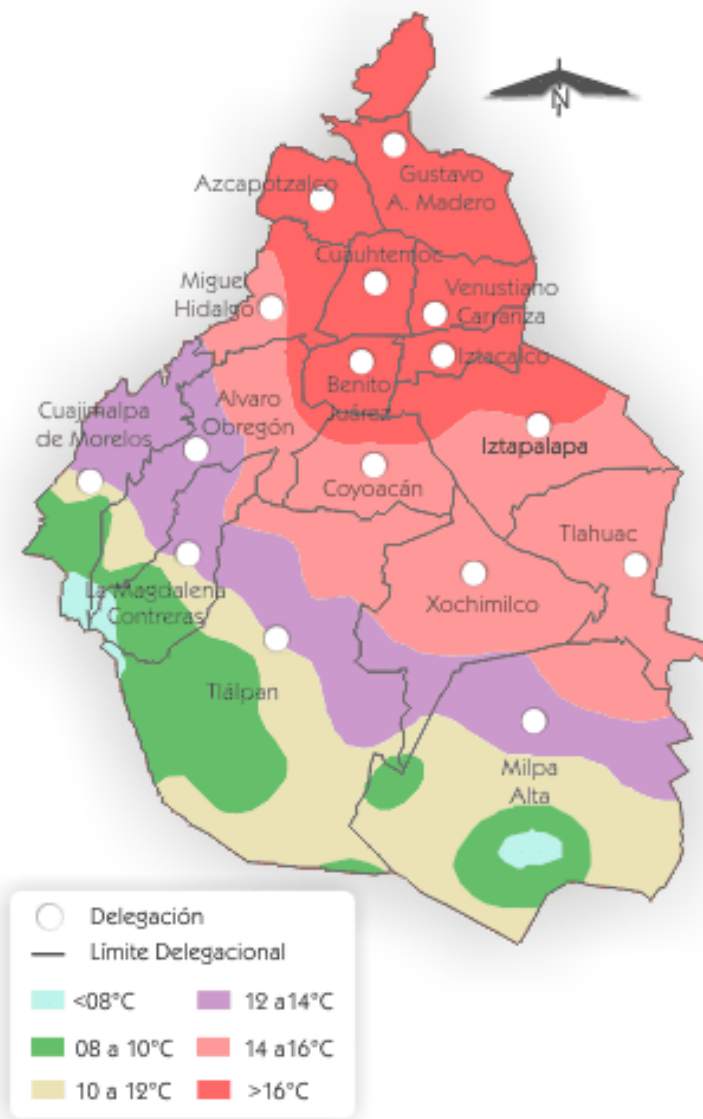 N
Azcapotzalco
Gustavo
A. Madero
Cuauhtemoc
Miguel
Hidalgo
Venustiano
Carranza
Iztacalco
Benito
Juárez
Cuajimalpa
de Morelos
Alvaro
Obregón
Iztapalapa
Coyoacán
Tlahuac
La Magdalena
y Contreras
Xochimilco
Tlálpan
Milpa
Alta
Delegación
Límite Delegacional
<08°C
12 a14°C
08 a 10°C
14 a16°C
10 a 12°C
>16°C